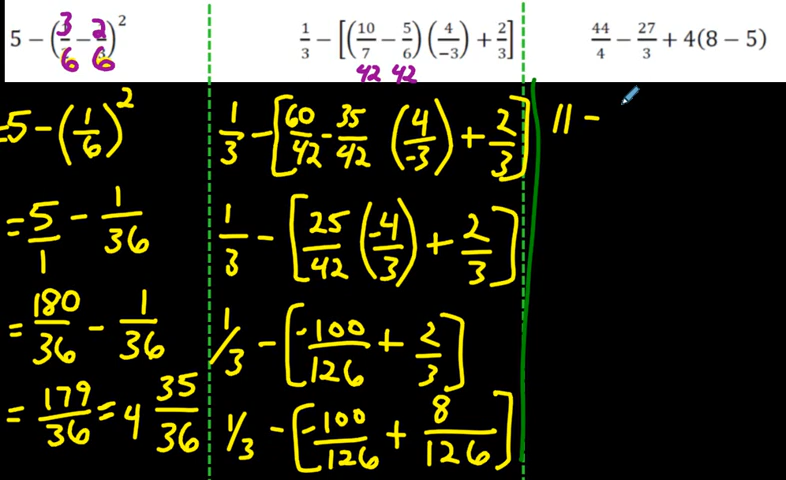 5 − (3/6 − 2/6)²
=5 − (1/6)²
= 5/1 − 1/36
= 180/36 − 1/36
= 179/36 = 4 35/36
1/3 − [(10/7 − 5/6)(4/−3) + 2/3]
42 42
1/3 − [60/42 − 35/42 (4/−3) + 2/3]
1/3 − [25/42 (−4/3) + 2/3]
1/3 − [−100/126 + 2/3]
1/3 − [−100/126 + 8/126]
44/4 − 27/3 + 4(8 − 5)
11 −